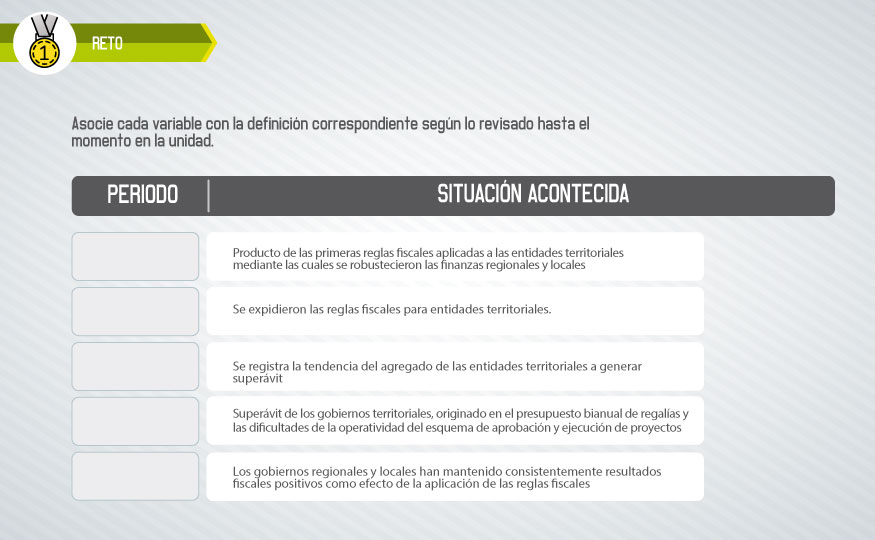 1
RETO
Asocie cada variable con la definición correspondiente según lo revisado hasta el
momento en la unidad.
PERIODO
SITUACIÓN ACONTECIDA
Producto de las primeras reglas fiscales aplicadas a las entidades territoriales
mediante las cuales se robustecieron las finanzas regionales y locales
Se expidieron las reglas fiscales para entidades territoriales.
Se registra la tendencia del agregado de las entidades territoriales a generar
superávit
Superávit de los gobiernos territoriales, originado en el presupuesto bianual de regalías y
las dificultades de la operatividad del esquema de aprobación y ejecución de proyectos
Los gobiernos regionales y locales han mantenido consistentemente resultados
fiscales positivos como efecto de la aplicación de las reglas fiscales